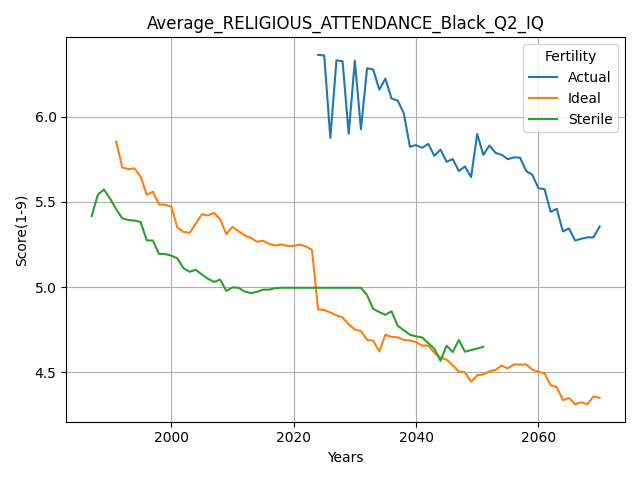 Average_RELIGIOUS_ATTENDANCE_Black_Q2_IQ
Fertility
Actual
Ideal
Sterile
Score(1-9)
6.0
5.5
5.0
4.5
2000
2020
2040
2060
Years